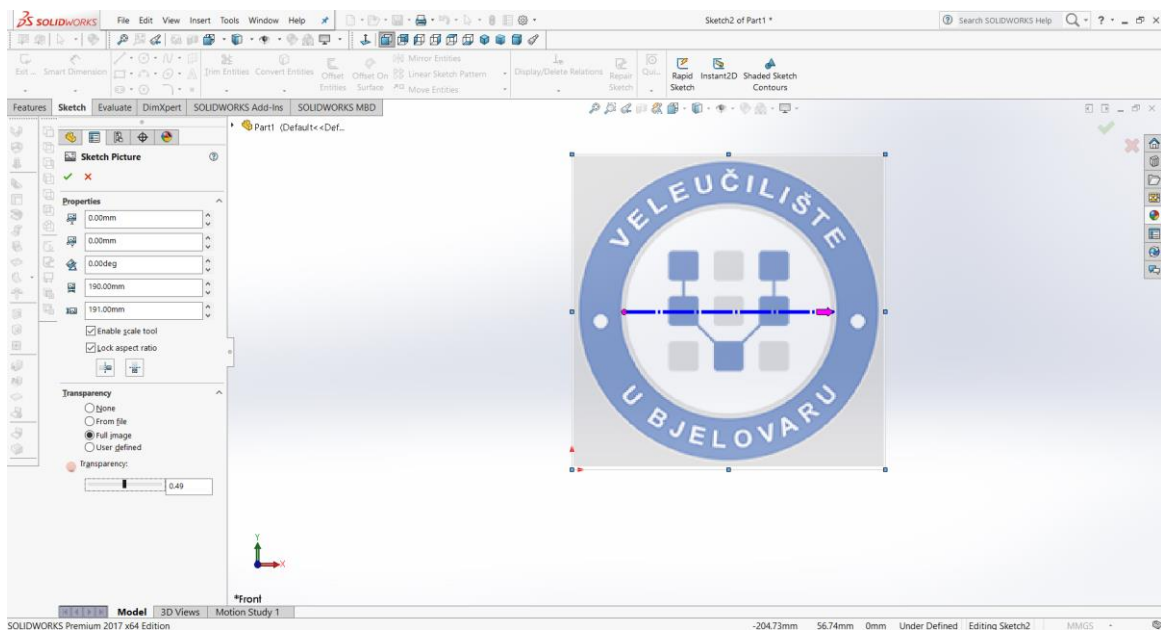 SOLIDWORKS File Edit View Insert Tools Window Help
Sketch2 of Part1 *
Search SOLIDWORKS Help
Exit ... Smart Dimension
Trim Entities Convert Entities
Offset Entities
Offset On Surface
Mirror Entities
Linear Sketch Pattern
Move Entities
Display/Delete Relations
Repair Sketch
Qui...
Rapid Sketch
Instant2D
Shaded Sketch Contours
Features Sketch Evaluate DimXpert SOLIDWORKS Add-Ins SOLIDWORKS MBD
Part1 (Default<<Def...
Sketch Picture
Properties
0.00mm
0.00mm
0.00deg
190.00mm
191.00mm
Enable scale tool
Lock aspect ratio
Transparency
None
From file
Full image
User defined
Transparency:
0.49
VELEUČILIŠTE
U BJELOVARU
Y
X
*Front
Model 3D Views Motion Study 1
SOLIDWORKS Premium 2017 x64 Edition
-204.73mm 56.74mm 0mm Under Defined Editing Sketch2 MMGS